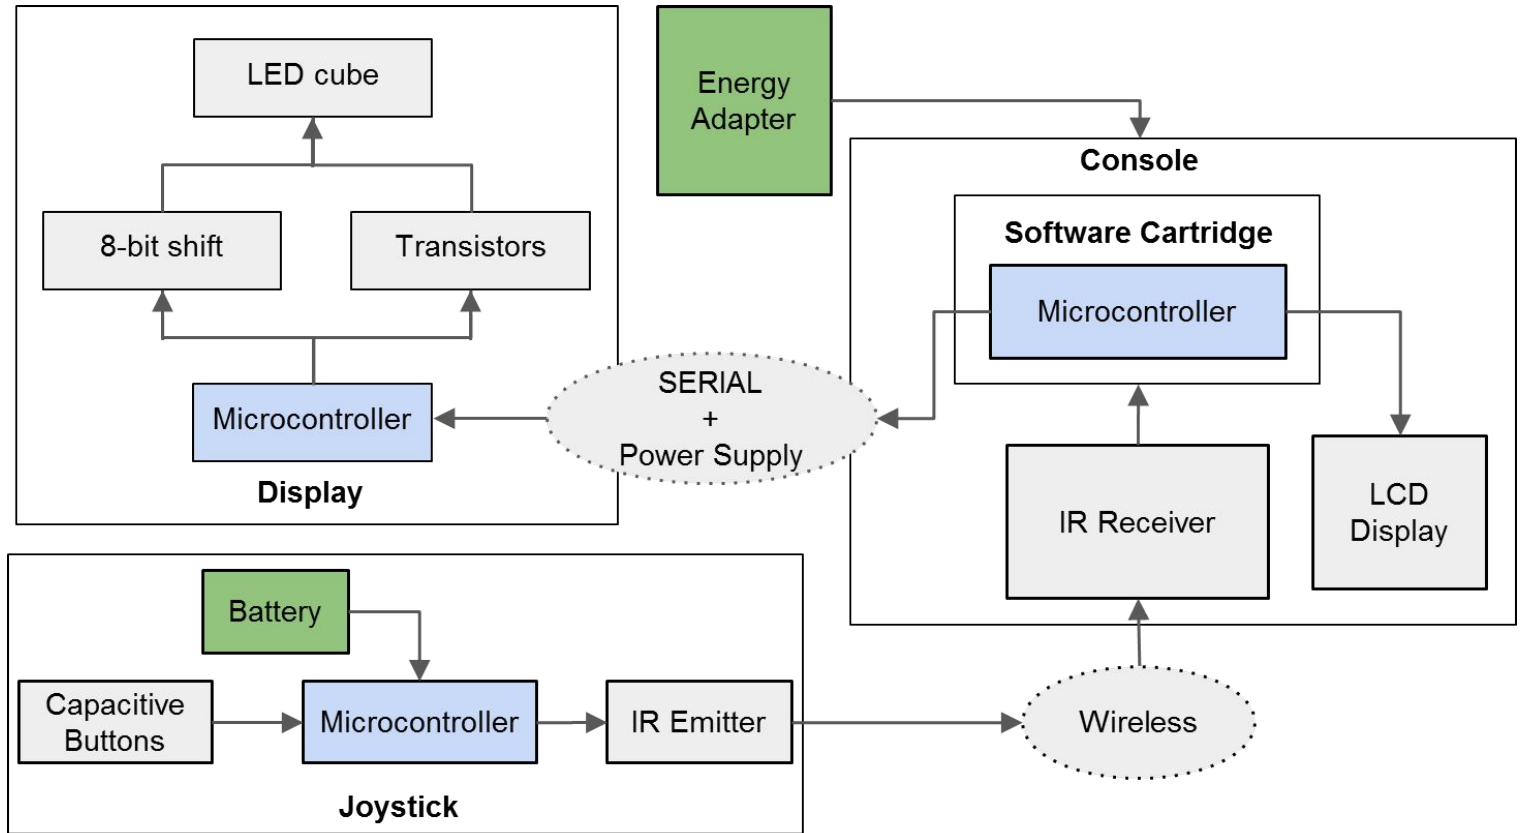 LED cube
8-bit shift
Transistors
Microcontroller
Display
Energy
Adapter
Console
Software Cartridge
Microcontroller
SERIAL
+
Power Supply
IR Receiver
LCD
Display
Battery
Capacitive
Buttons
Microcontroller
IR Emitter
Wireless
Joystick